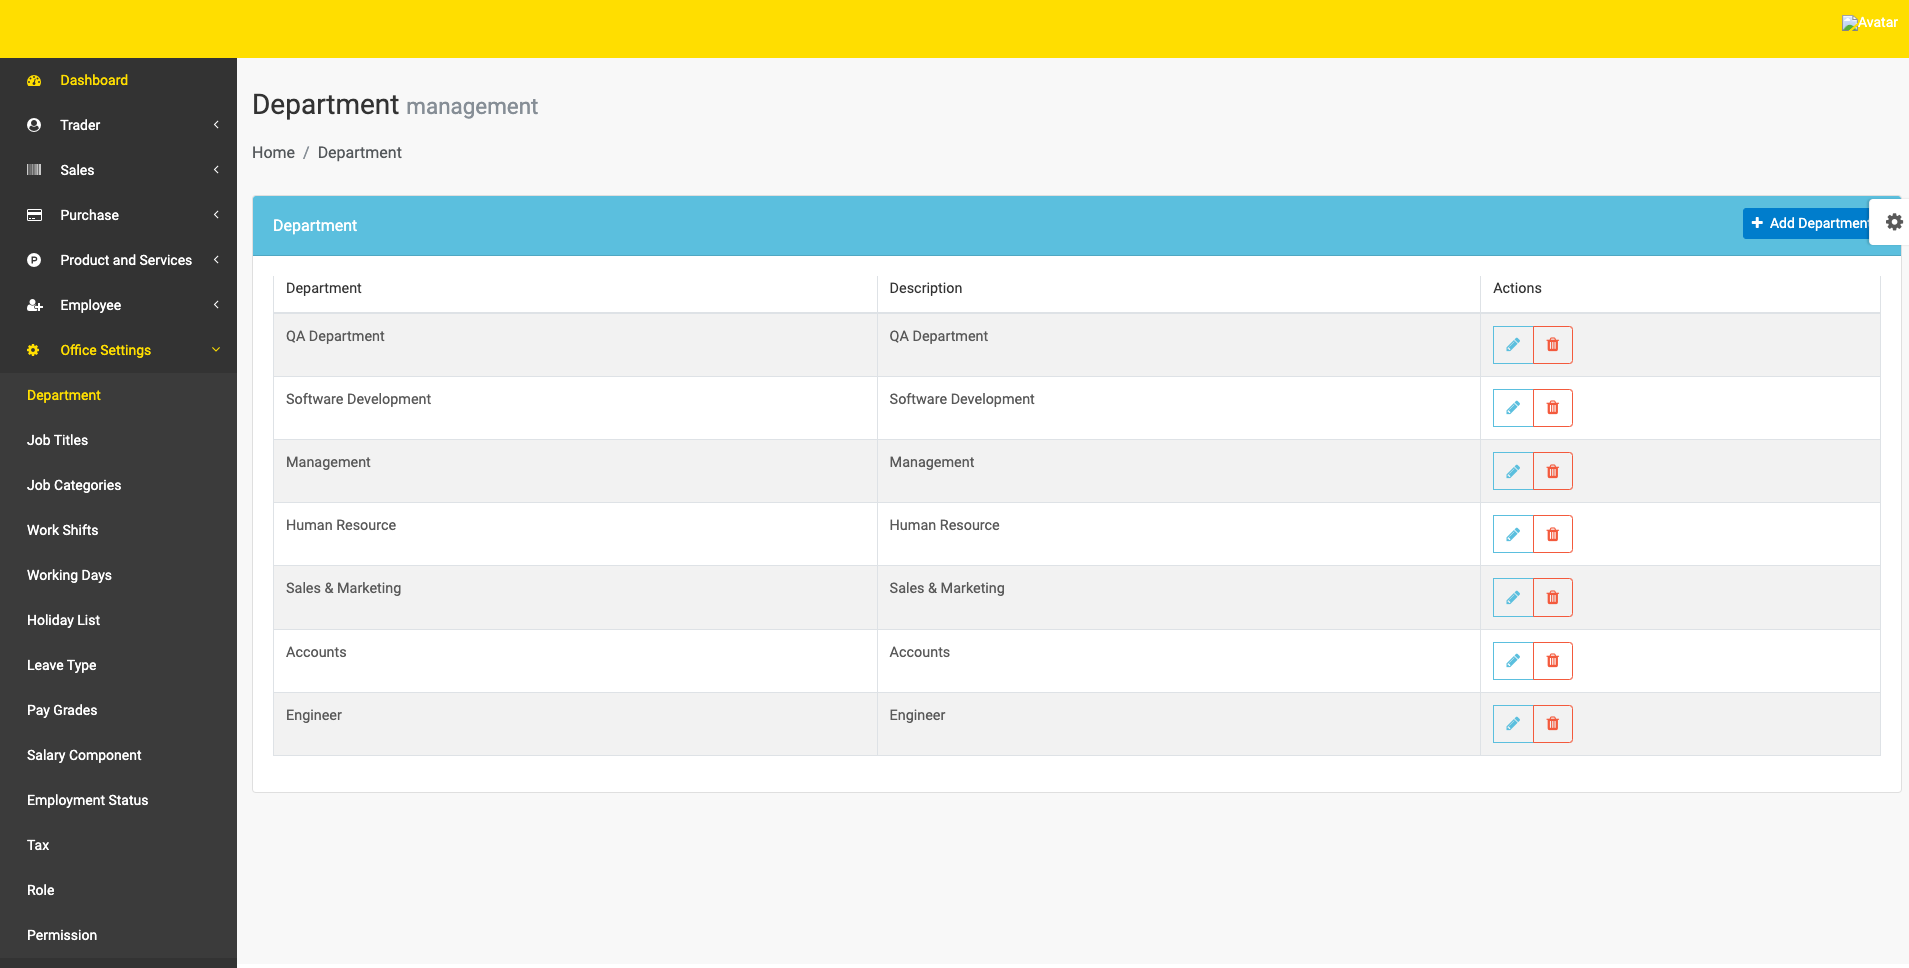 Avatar
Dashboard
Trader
Sales
Purchase
Product and Services
Employee
Office Settings
Department
Job Titles
Job Categories
Work Shifts
Working Days
Holiday List
Leave Type
Pay Grades
Salary Component
Employment Status
Tax
Role
Permission
Department management
Home / Department
Department
+ Add Department
Department Description Actions
QA Department QA Department
Software Development Software Development
Management Management
Human Resource Human Resource
Sales & Marketing Sales & Marketing
Accounts Accounts
Engineer Engineer